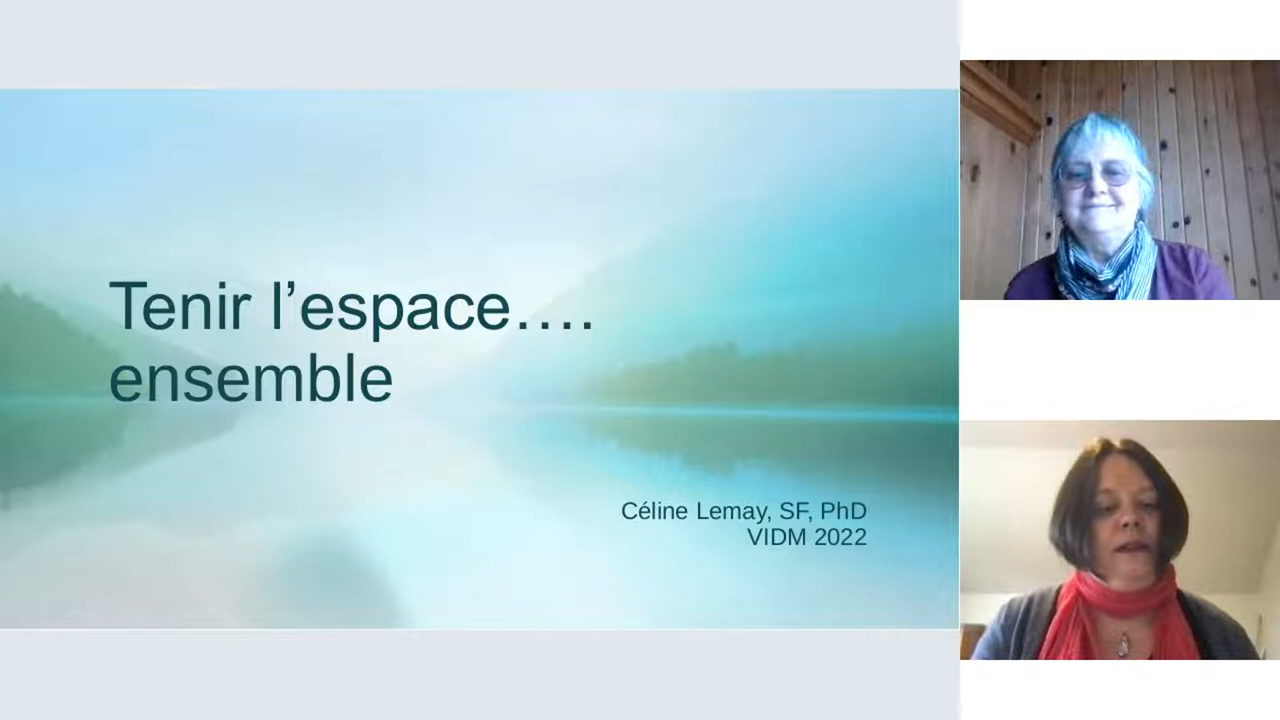 Tenir l’espace….
ensemble
Céline Lemay, SF, PhD
VIDM 2022